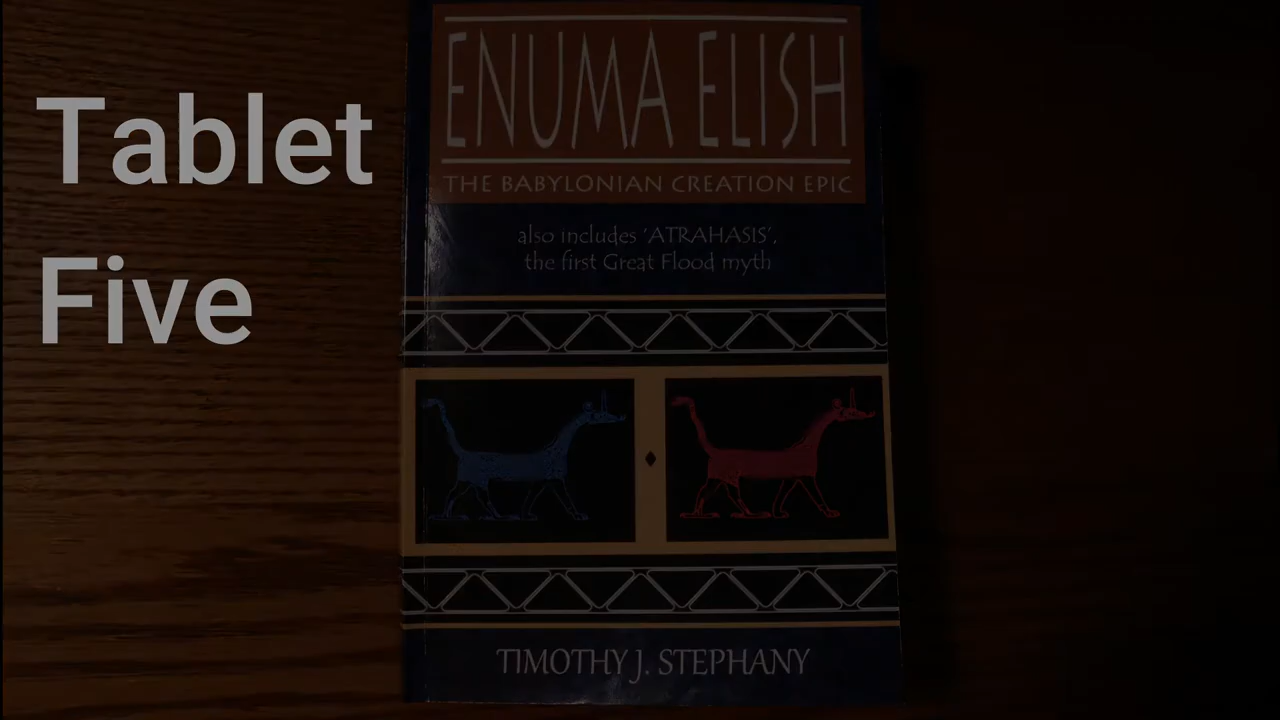 Tablet
Five
ENUMA ELISH
THE BABYLONIAN CREATION EPIC
also includes 'ATRAHASIS',
the first Great Flood myth
TIMOTHY J. STEPHANY